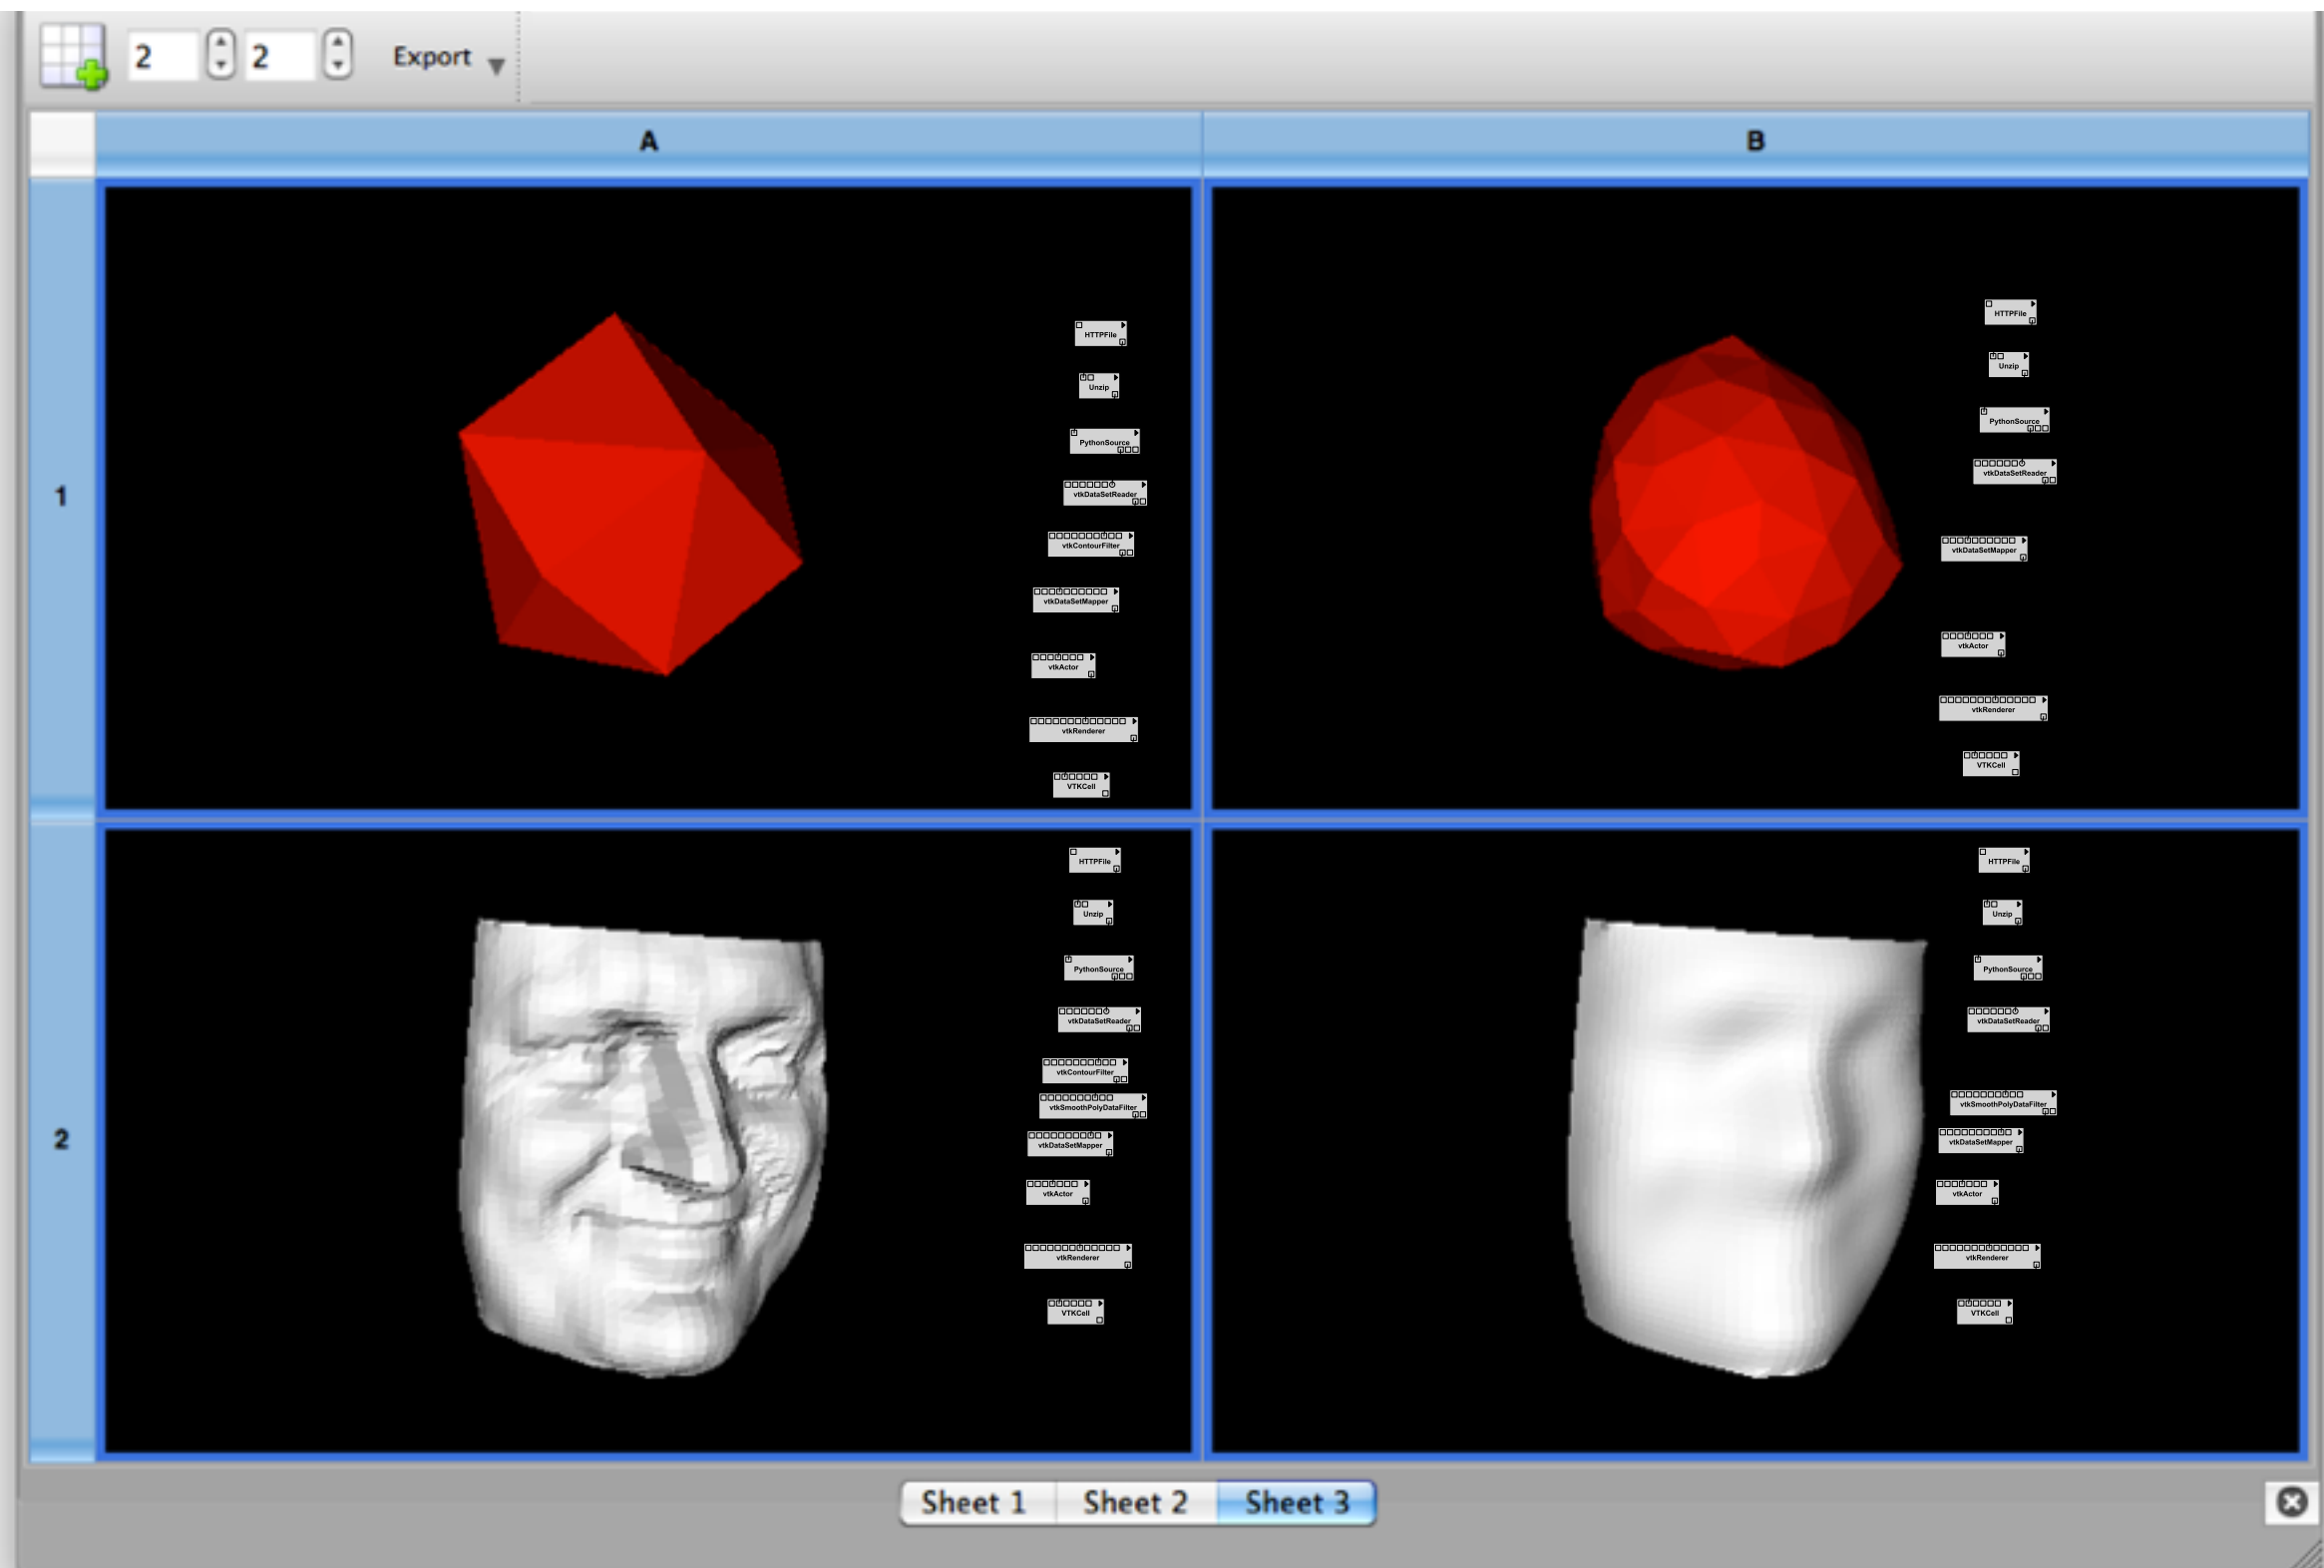 2 2 Export
A B
1
HTTPFile
Unzip
PythonSource
vtkDataSetReader
vtkContourFilter
vtkDataSetMapper
vtkActor
vtkRenderer
VTKCell
HTTPFile
Unzip
PythonSource
vtkDataSetReader
vtkDataSetMapper
vtkActor
vtkRenderer
VTKCell
2
HTTPFile
Unzip
PythonSource
vtkDataSetReader
vtkContourFilter
vtkSmoothPolyDataFilter
vtkDataSetMapper
vtkActor
vtkRenderer
VTKCell
HTTPFile
Unzip
PythonSource
vtkDataSetReader
vtkSmoothPolyDataFilter
vtkDataSetMapper
vtkActor
vtkRenderer
VTKCell
Sheet 1 Sheet 2 Sheet 3